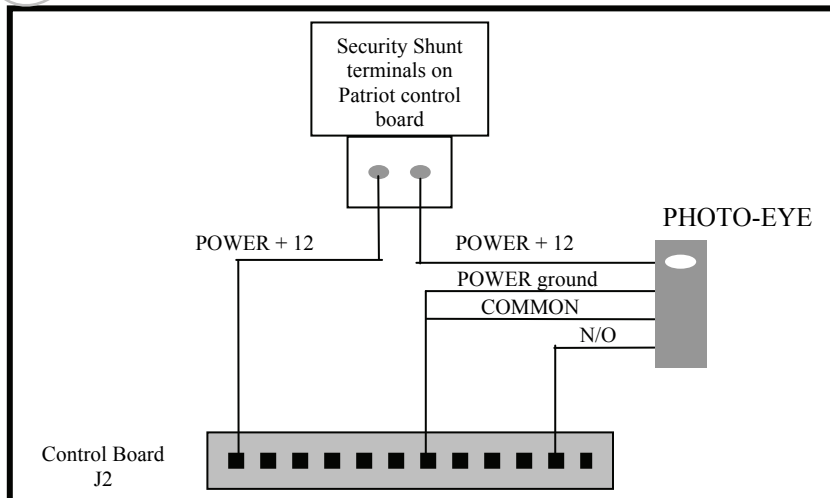 Security Shunt
terminals on
Patriot control
board
PHOTO-EYE
POWER + 12
POWER + 12
POWER ground
COMMON
N/O
Control Board
J2